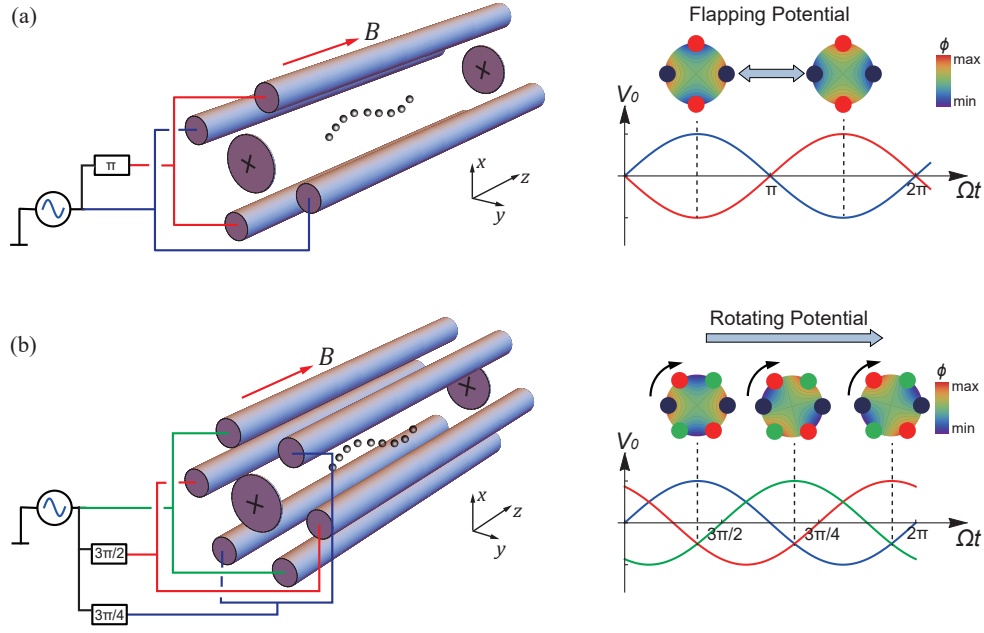 (a)
B
π
x
z
y
Flapping Potential
ϕ
max
min
V₀
π
2π
Ωt
(b)
B
3π/2
3π/4
x
z
y
Rotating Potential
ϕ
max
min
V₀
3π/2
3π/4
2π
Ωt